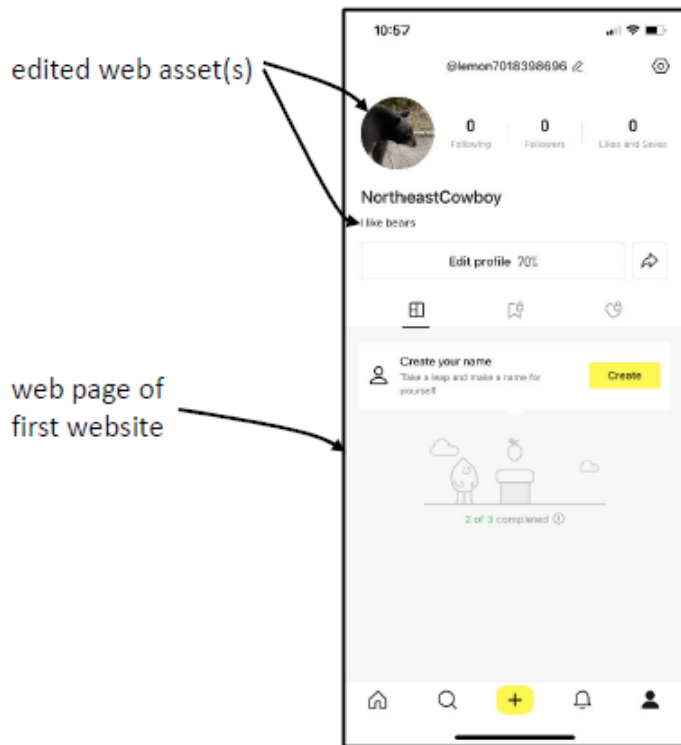 10:57
edited web asset(s)
@lemon7018398696
0 0 0
Following Followers Likes and Saves
NortheastCowboy
I like bears
Edit profile 70%
Create your name
Take a leap and make a name for
yourself
Create
web page of
first website
2 of 3 completed